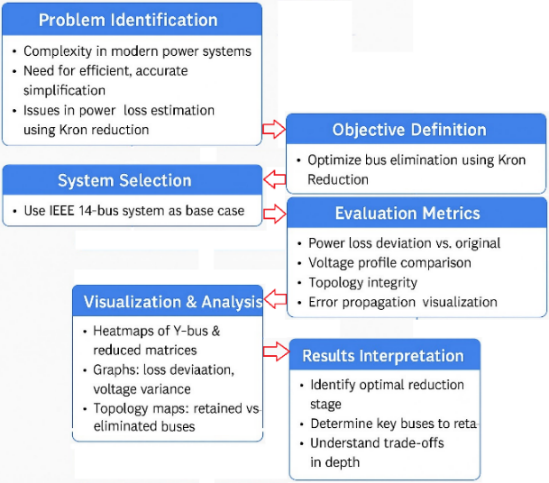 Problem Identification
• Complexity in modern power systems
• Need for efficient, accurate
simplification
• Issues in power loss estimation
using Kron reduction
Objective Definition
• Optimize bus elimination using Kron
Reduction
System Selection
• Use IEEE 14-bus system as base case
Evaluation Metrics
• Power loss deviation vs. original
• Voltage profile comparison
• Topology integrity
• Error propagation visualization
Visualization & Analysis
• Heatmaps of Y-bus &
reduced matrices
• Graphs: loss deviaation,
voltage variance
• Topology maps: retained vs
eliminated buses
Results Interpretation
• Identify optimal reduction
stage
• Determine key buses to reta
• Understand trade-offs
in depth